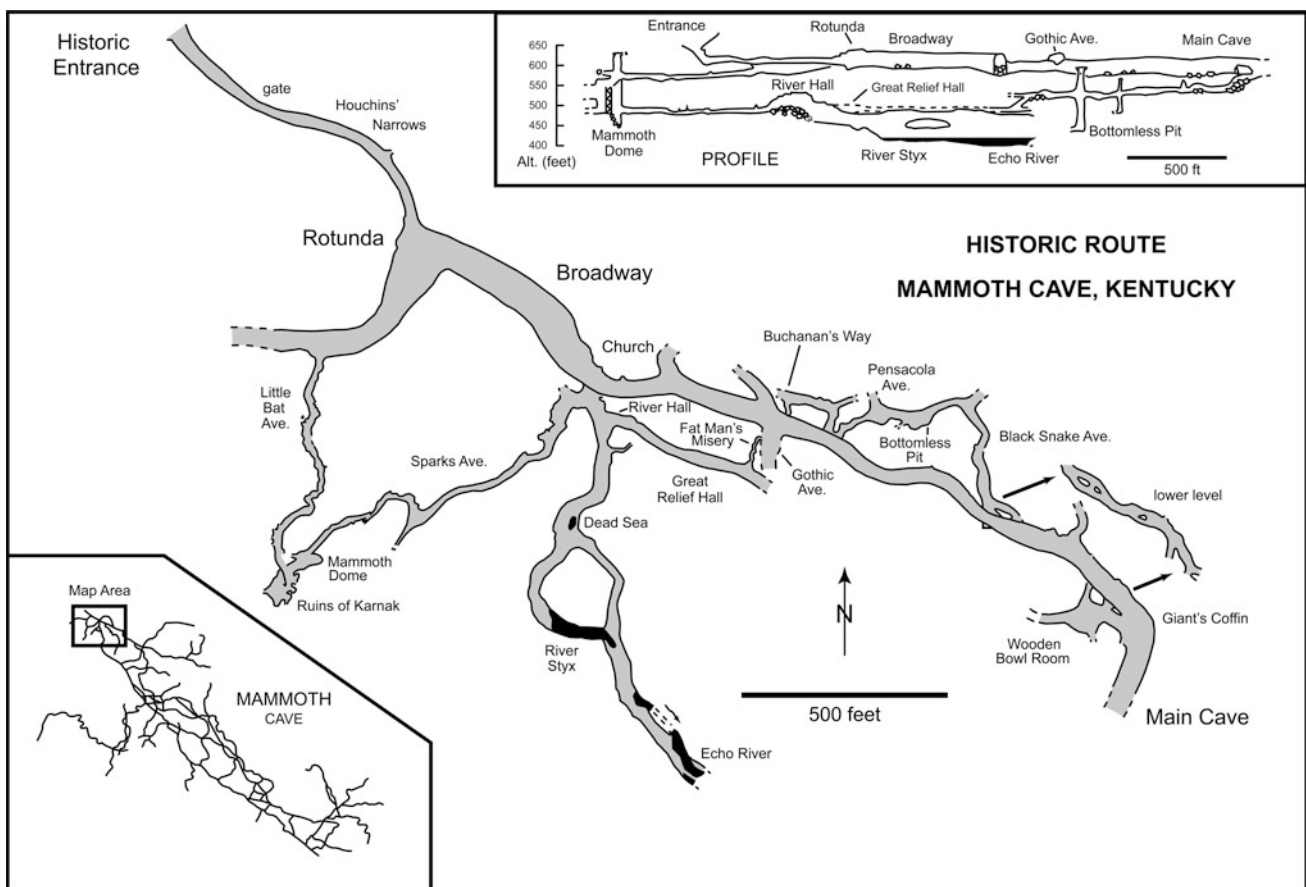 Historic
Entrance
gate
Houchins'
Narrows
Rotunda
Broadway
Church
Buchanan's Way
Pensacola
Ave.
Little
Bat
Ave.
River Hall
Fat Man's
Misery
Bottomless
Pit
Black Snake Ave.
Sparks Ave.
Great
Relief Hall
Gothic
Ave.
lower level
Dead Sea
Mammoth
Dome
Ruins of Karnak
River
Styx
N
Wooden
Bowl Room
Giant's Coffin
500 feet
Main Cave
Echo River
HISTORIC ROUTE
MAMMOTH CAVE, KENTUCKY
650
600
550
500
450
400
Alt. (feet)
Entrance
Rotunda
Broadway
Gothic Ave.
Main Cave
River Hall
Great Relief Hall
Mammoth
Dome
PROFILE
River Styx
Echo River
Bottomless Pit
500 ft
Map Area
MAMMOTH
CAVE